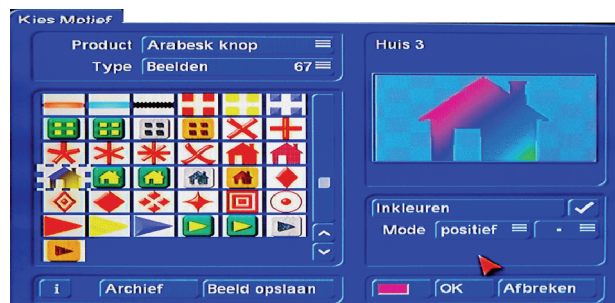 Kies Motief
Product Arabesk knop
Type Beelden 67
Huis 3
Inkleuren
Mode positief
i Archief Beeld opslaan
OK Afbreken